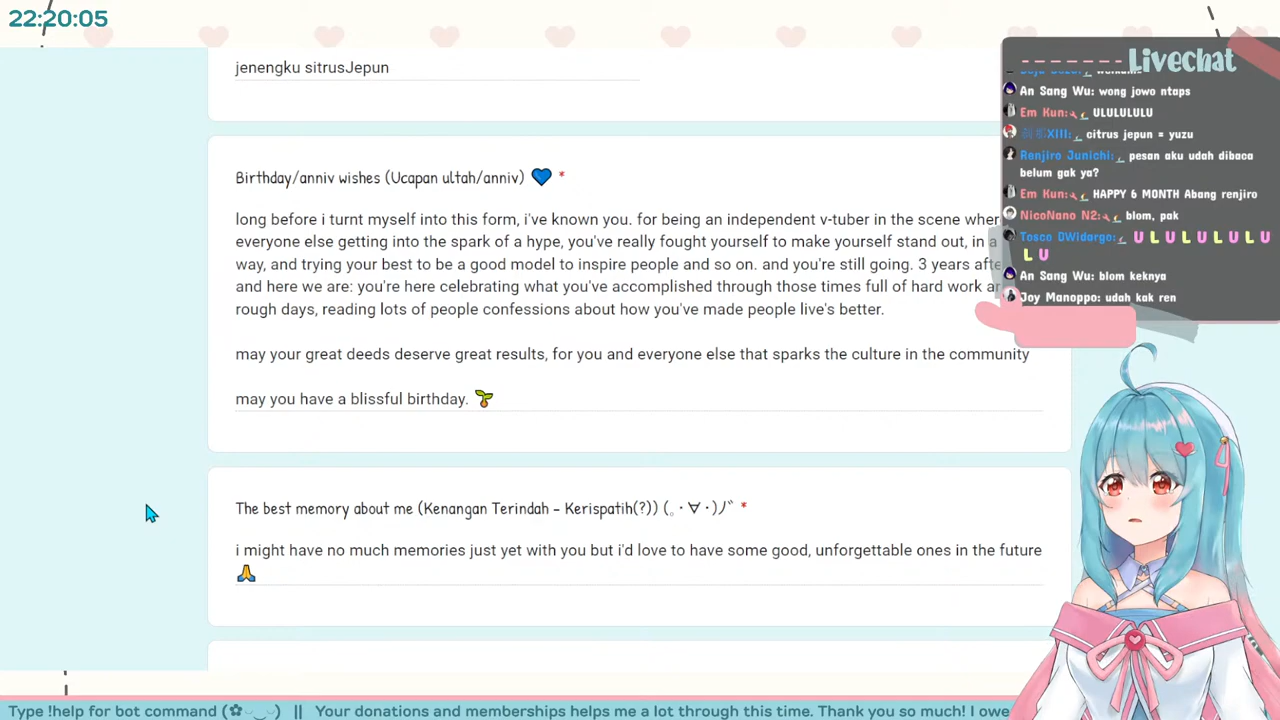 22:20:05
jenengku sitrusJepun
Birthday/anniv wishes (Ucapan ultah/anniv) 💙 *
long before i turnt myself into this form, i've known you. for being an independent v-tuber in the scene wher
everyone else getting into the spark of a hype, you've really fought yourself to make yourself stand out, in a
way, and trying your best to be a good model to inspire people and so on. and you're still going. 3 years afte
and here we are: you're here celebrating what you've accomplished through those times full of hard work ar
rough days, reading lots of people confessions about how you've made people live's better.
may your great deeds deserve great results, for you and everyone else that sparks the culture in the community
may you have a blissful birthday. 🌱
The best memory about me (Kenangan Terindah - Kerispatih(?)) (｡･∀･)ﾉﾞ *
i might have no much memories just yet with you but i'd love to have some good, unforgettable ones in the future
🙏
Livechat
An Sang Wu: wong jowo ntaps
Em Kun: ULULULULU
XIII: citrus jepun = yuzu
Renjiro Junichi: pesan aku udah dibaca
belum gak ya?
Em Kun: HAPPY 6 MONTH Abang renjiro
NicoNano N2: blom, pak
Tosco DWidargo: U L U L U L U L U
L U
An Sang Wu: blom keknya
Joy Manoppo: udah kak ren
Type !help for bot command (✿◡‿◡) || Your donations and memberships helps me a lot through this time. Thank you so much! I owe